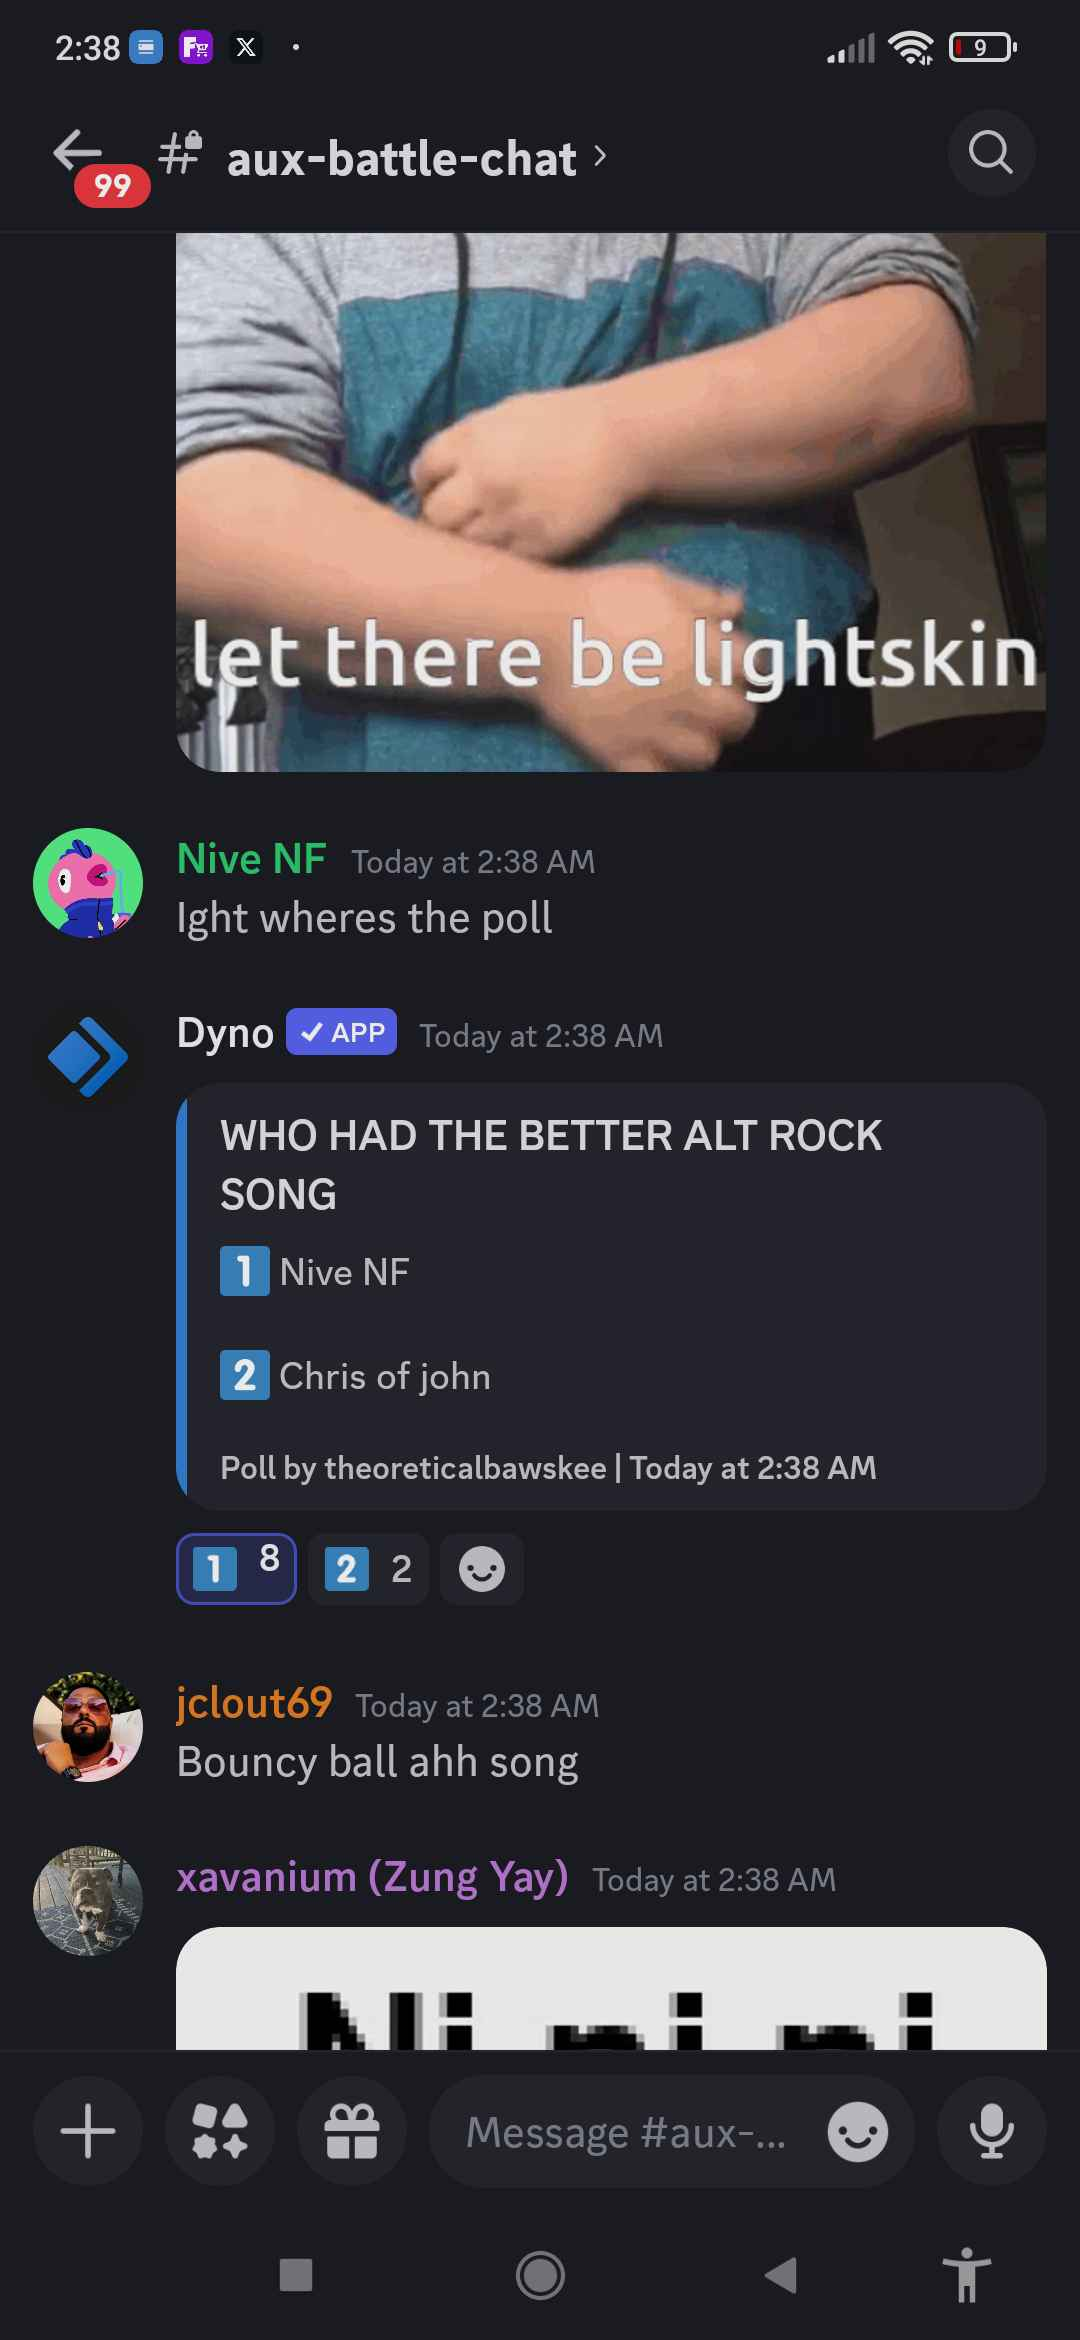 2:38
9
99
aux-battle-chat
let there be lightskin
Nive NF Today at 2:38 AM
Ight wheres the poll
Dyno APP Today at 2:38 AM
WHO HAD THE BETTER ALT ROCK
SONG
1 Nive NF
2 Chris of john
Poll by theoreticalbawskee | Today at 2:38 AM
1 8 2 2
jclout69 Today at 2:38 AM
Bouncy ball ahh song
xavanium (Zung Yay) Today at 2:38 AM
Message #aux-...